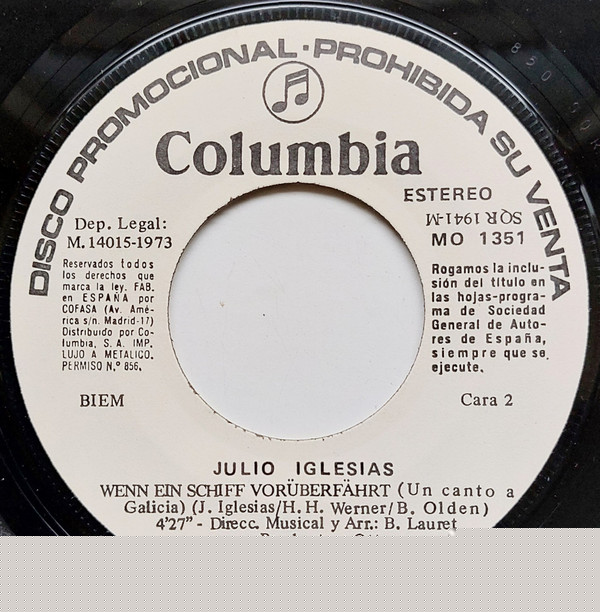 DISCO PROMOCIONAL · PROHIBIDA SU VENTA
Columbia
ESTEREO
SQR 1941-M
MO 1351
Dep. Legal:
M. 14015-1973
Reservados todos
los derechos que
marca la ley. FAB.
en ESPAÑA por
COFASA (Av. Amé-
rica s/n. Madrid-17)
Distribuido por Co-
lumbia, S. A. IMP.
LUJO A METALICO.
PERMISO N.º 856.
Rogamos la inclu-
sión del título en
las hojas-progra-
ma de Sociedad
General de Auto-
res de España,
siempre que se
ejecute.
BIEM
Cara 2
JULIO IGLESIAS
WENN EIN SCHIFF VORÜBERFÄHRT (Un canto a
Galicia) (J. Iglesias/H. H. Werner/B. Olden)
4'27" - Direcc. Musical y Arr.: B. Lauret